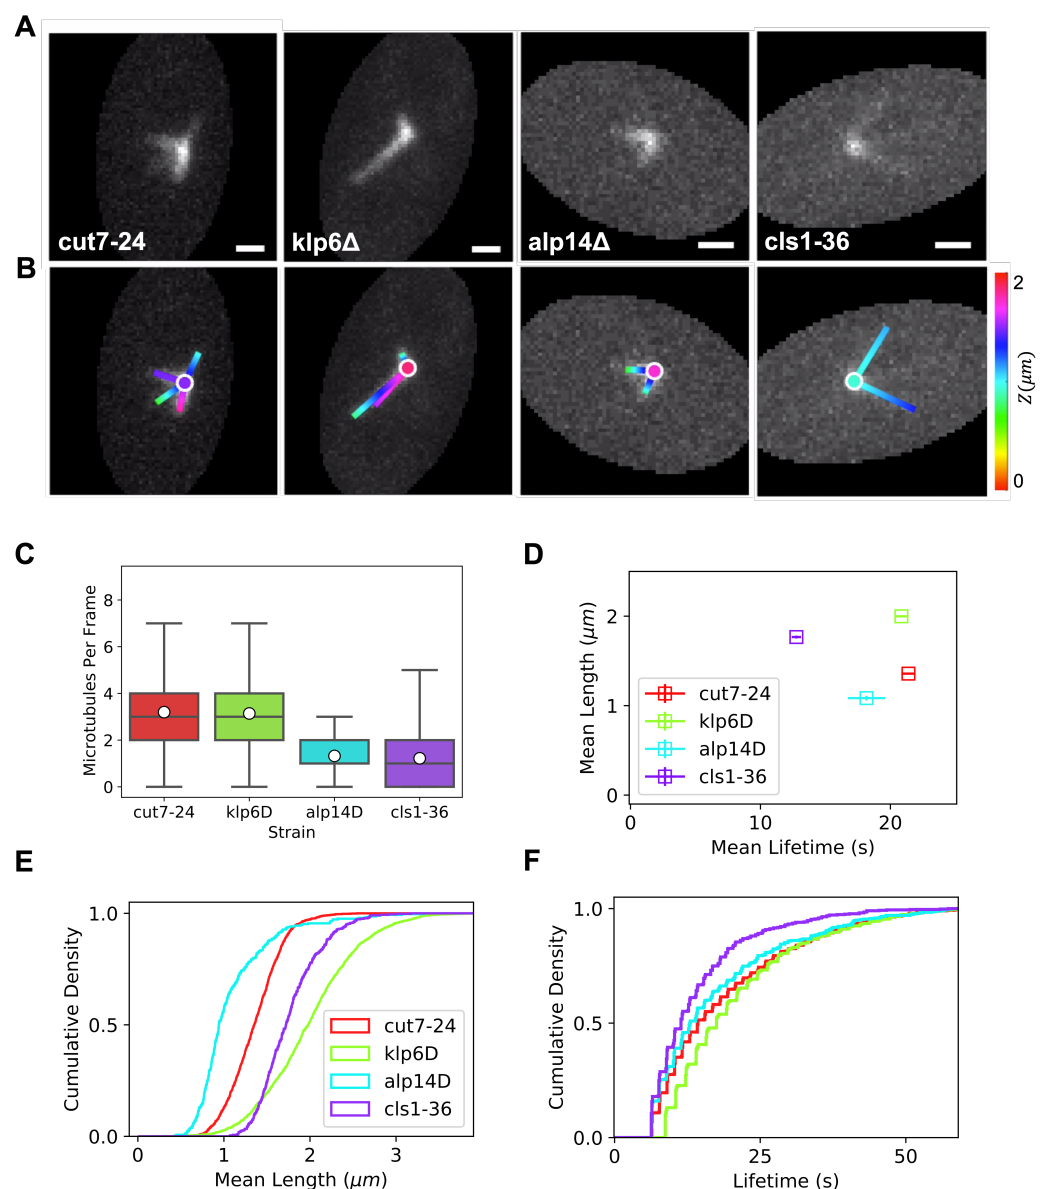 A
cut7-24
klp6Δ
alp14Δ
cls1-36
B
2
Z(μm)
0
C
Microtubules Per Frame
8
6
4
2
0
cut7-24 klp6D alp14D cls1-36
Strain
D
Mean Length (μm)
2
1
0
cut7-24
klp6D
alp14D
cls1-36
0 10 20
Mean Lifetime (s)
E
Cumulative Density
1.0
0.5
0.0
cut7-24
klp6D
alp14D
cls1-36
0 1 2 3
Mean Length (μm)
F
Cumulative Density
1.0
0.5
0.0
0 25 50
Lifetime (s)